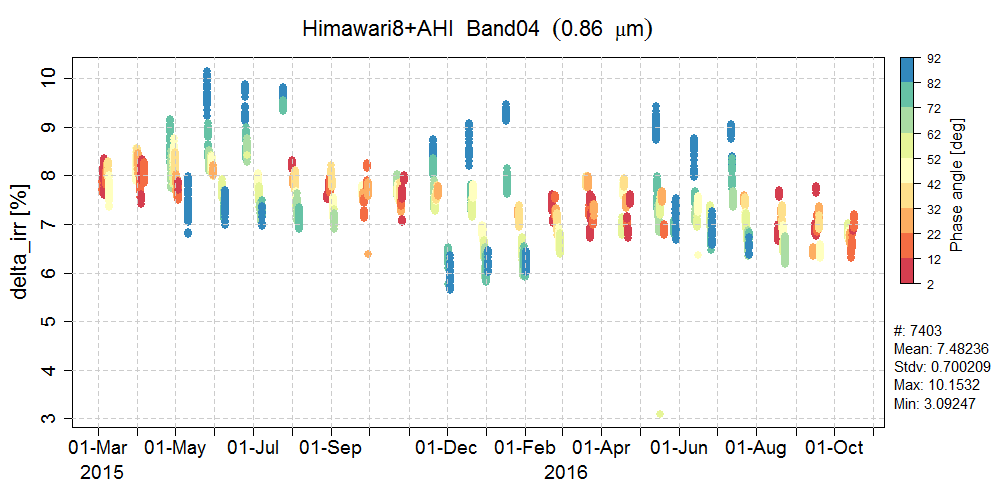 Himawari8+AHI Band04 (0.86 μm)
delta_irr [%]
10
9
8
7
6
5
4
3
01-Mar 01-May 01-Jul 01-Sep 01-Dec 01-Feb 01-Apr 01-Jun 01-Aug 01-Oct
2015 2016
92
82
72
62
52
42
32
22
12
2
Phase angle [deg]
#: 7403
Mean: 7.48236
Stdv: 0.700209
Max: 10.1532
Min: 3.09247